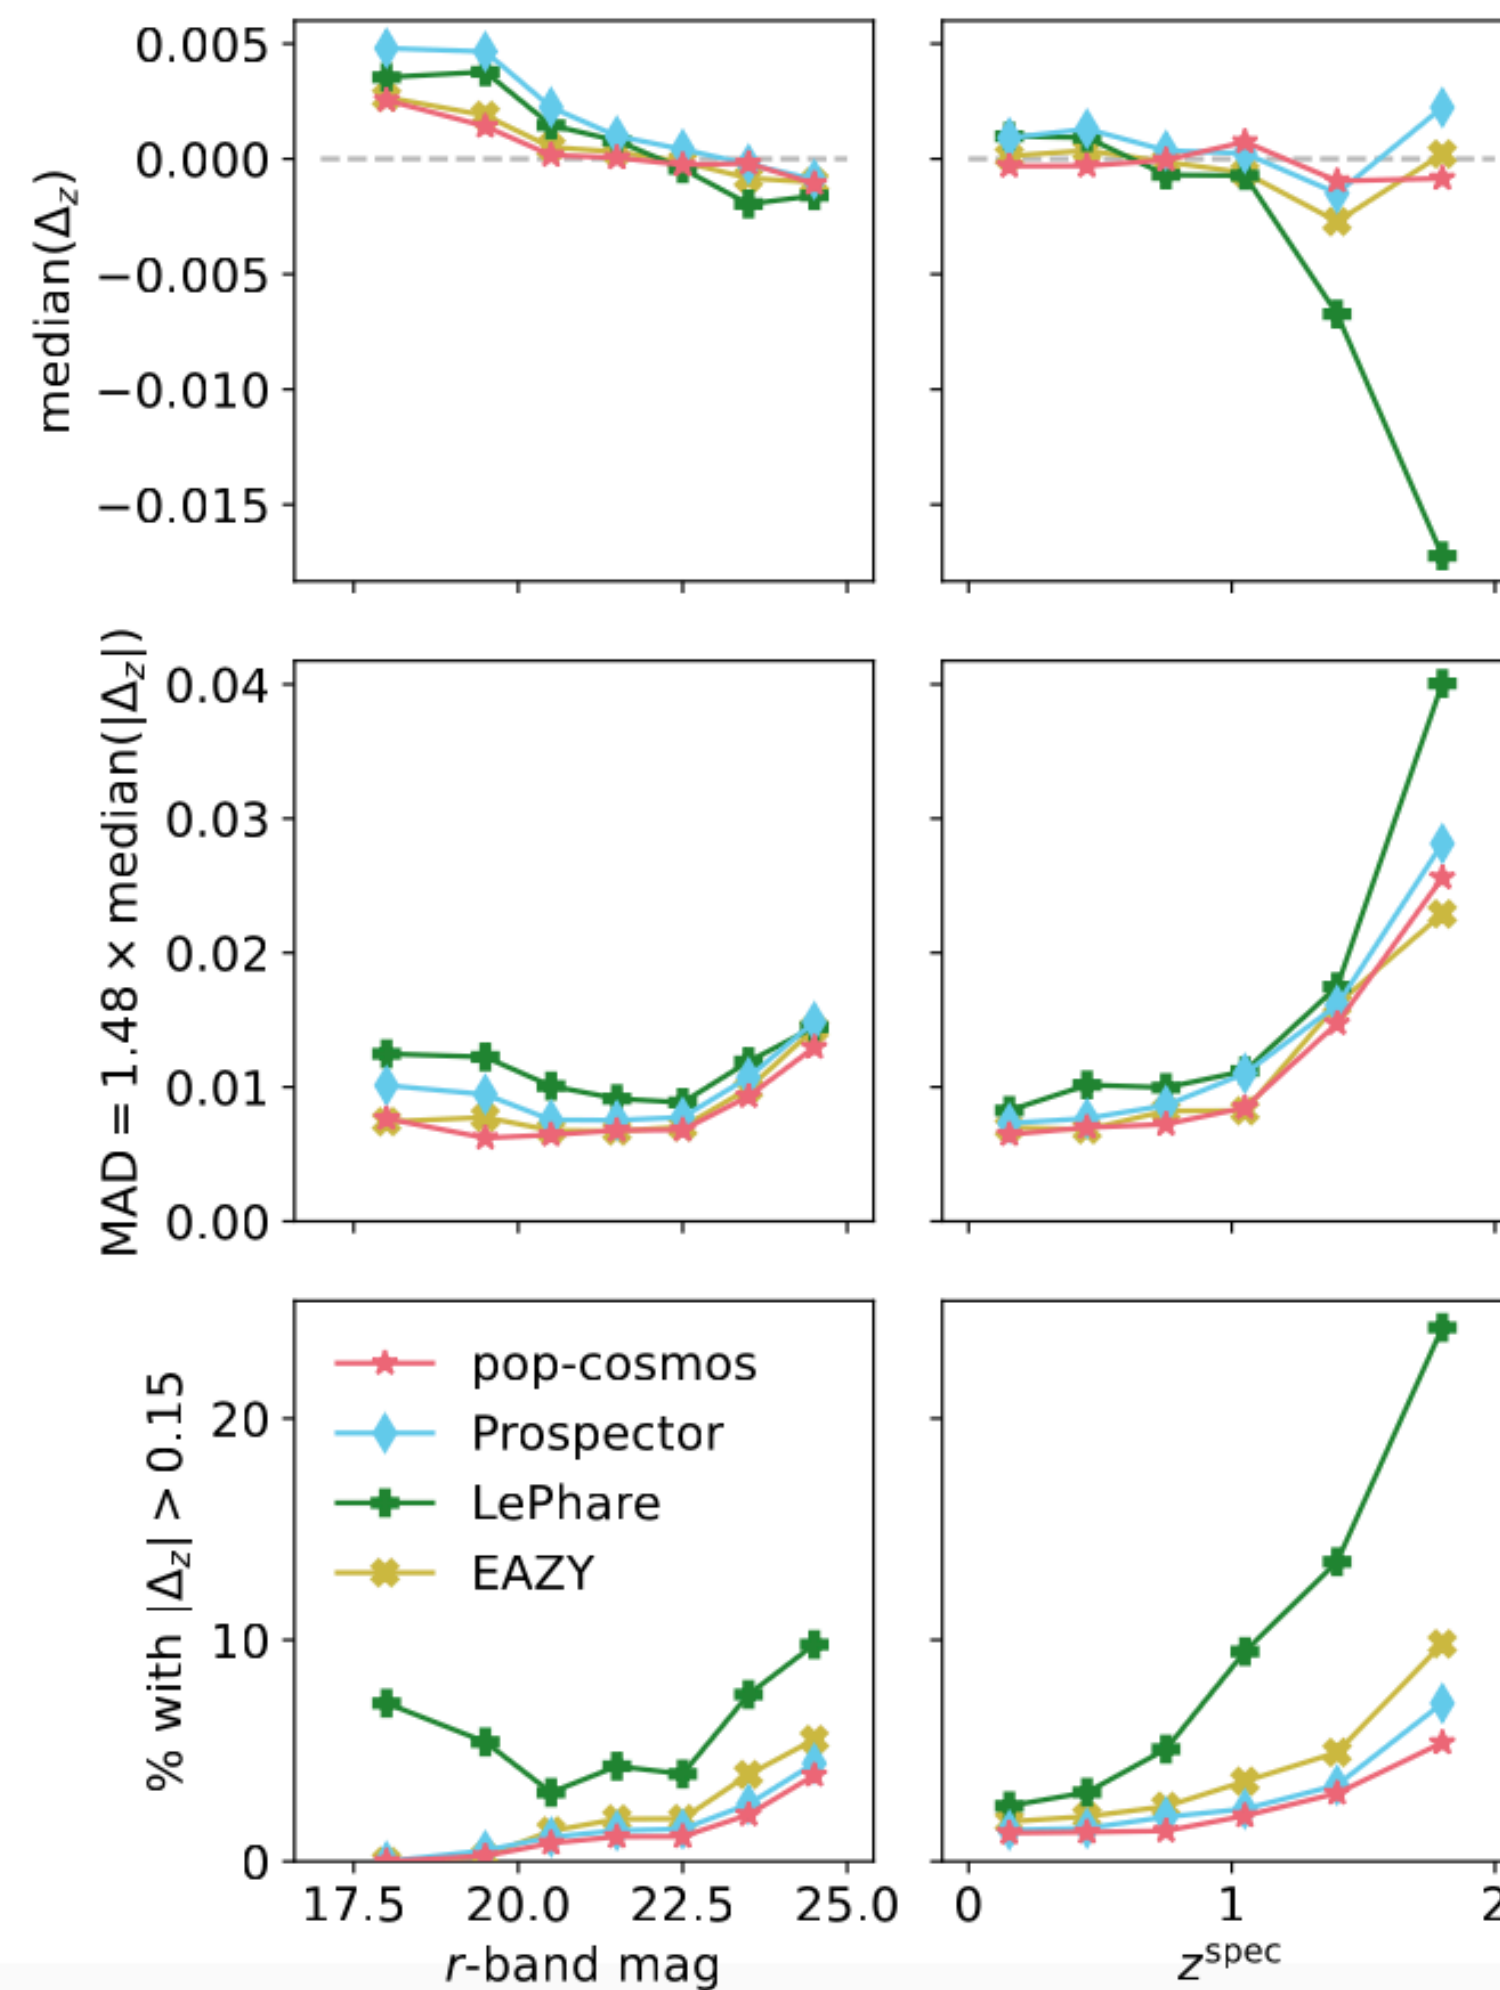 median(Δz)
0.005
0.000
−0.005
−0.010
−0.015
MAD = 1.48 × median(|Δz|)
0.04
0.03
0.02
0.01
0.00
% with |Δz| > 0.15
20
10
0
pop-cosmos
Prospector
LePhare
EAZY
17.5 20.0 22.5 25.0
r-band mag
0 1 2
zspec